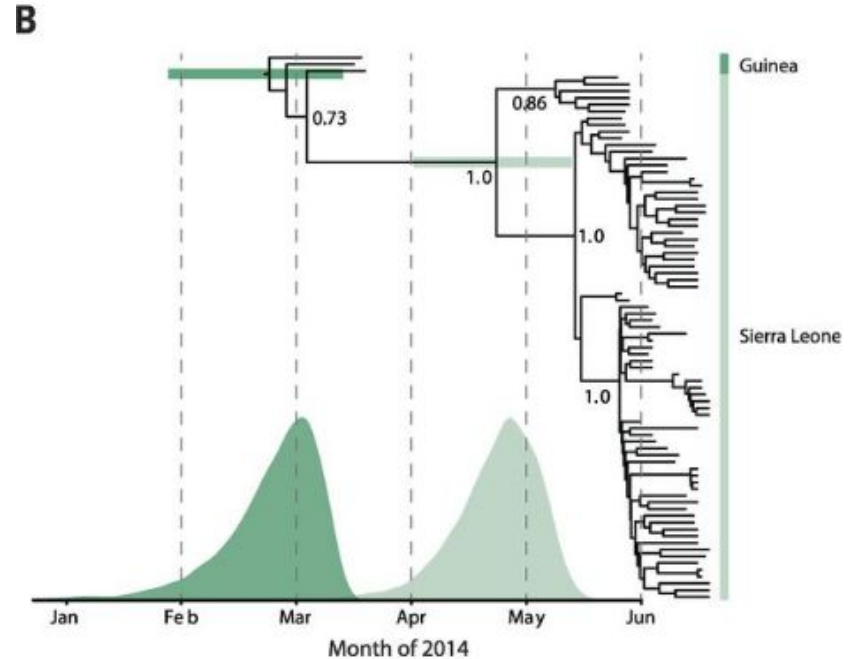 B
Guinea
0.86
0.73
1.0
1.0
Sierra Leone
1.0
Jan Feb Mar Apr May Jun
Month of 2014